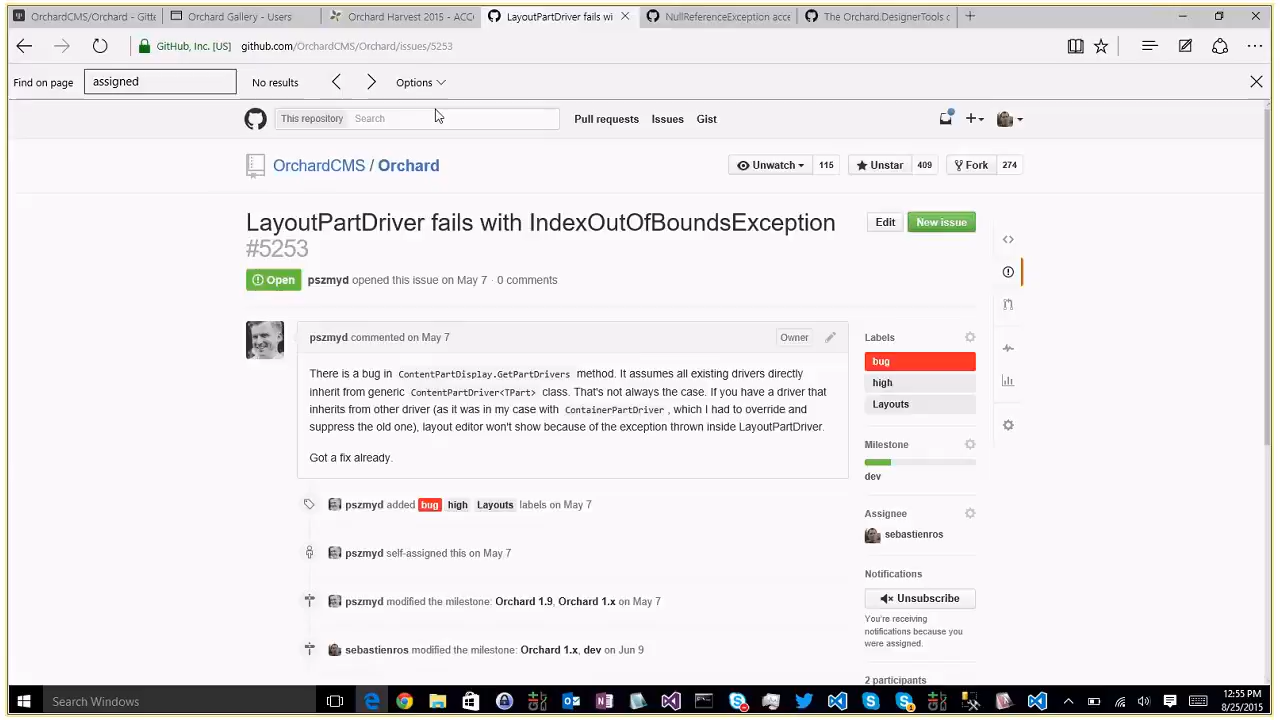 OrchardCMS/Orchard - Gitte
Orchard Gallery - Users
Orchard Harvest 2015 - ACC
LayoutPartDriver fails wi
NullReferenceException acce
The Orchard.DesignerTools c
GitHub, Inc. [US]
github.com/OrchardCMS/Orchard/issues/5253
Find on page
assigned
No results
Options
This repository
Search
Pull requests
Issues
Gist
OrchardCMS / Orchard
Unwatch
115
Unstar
409
Fork
274
LayoutPartDriver fails with IndexOutOfBoundsException
#5253
Edit
New issue
Open
pszmyd opened this issue on May 7 · 0 comments
pszmyd commented on May 7
Owner
There is a bug in ContentPartDisplay.GetPartDrivers method. It assumes all existing drivers directly
inherit from generic ContentPartDriver<TPart> class. That's not always the case. If you have a driver that
inherits from other driver (as it was in my case with ContainerPartDriver, which I had to override and
suppress the old one), layout editor won't show because of the exception thrown inside LayoutPartDriver.
Got a fix already.
pszmyd added bug high Layouts labels on May 7
pszmyd self-assigned this on May 7
pszmyd modified the milestone: Orchard 1.9, Orchard 1.x on May 7
sebastienros modified the milestone: Orchard 1.x, dev on Jun 9
Labels
bug
high
Layouts
Milestone
dev
Assignee
sebastienros
Notifications
Unsubscribe
You're receiving
notifications because you
were assigned.
2 participants
Search Windows
12:55 PM
8/25/2015